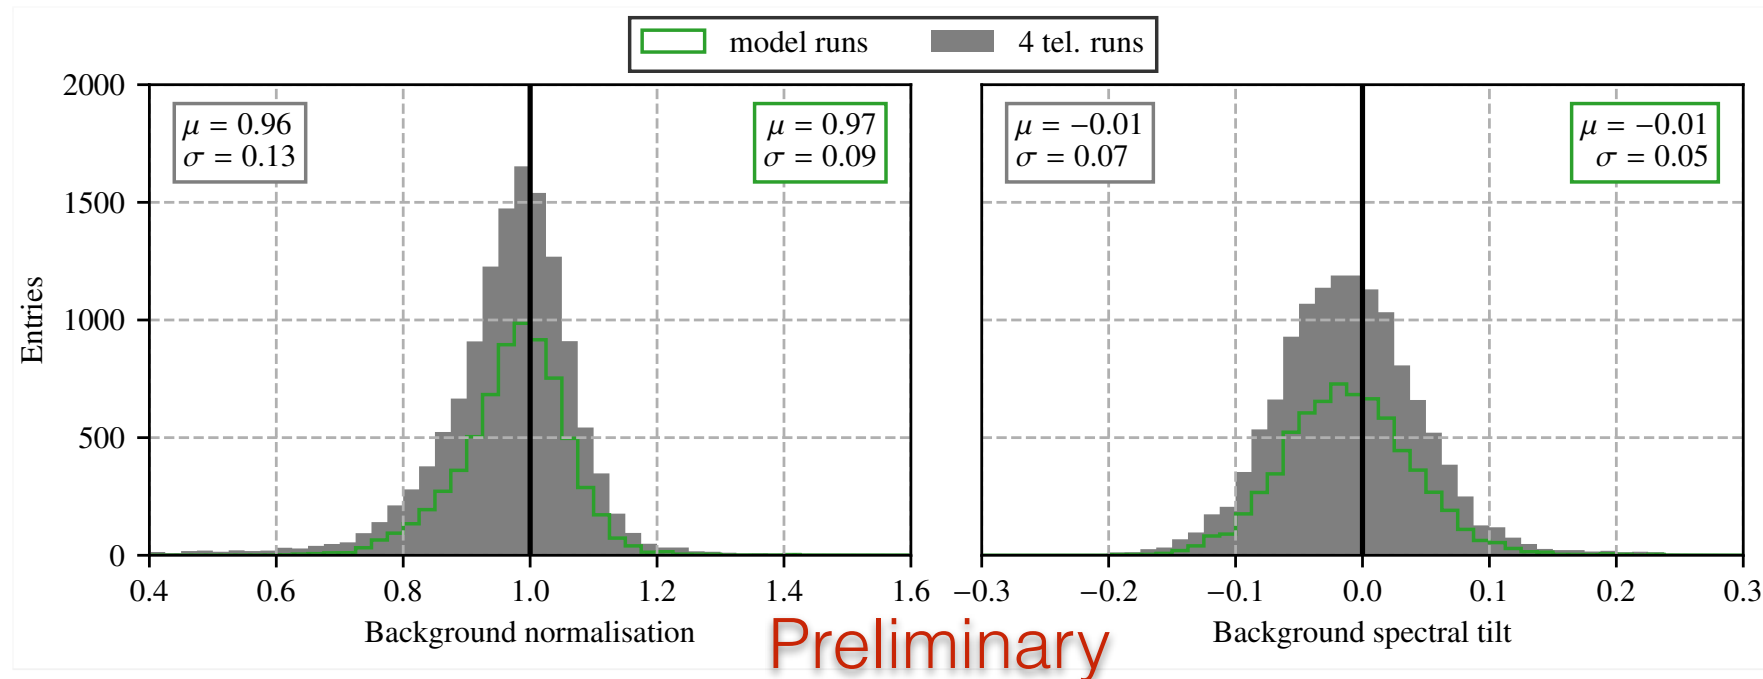 model runs 4 tel. runs
2000
1500
1000
500
0
Entries
μ = 0.96
σ = 0.13
μ = 0.97
σ = 0.09
0.4 0.6 0.8 1.0 1.2 1.4 1.6
Background normalisation
μ = −0.01
σ = 0.07
μ = −0.01
σ = 0.05
−0.3 −0.2 −0.1 0.0 0.1 0.2 0.3
Background spectral tilt
Preliminary